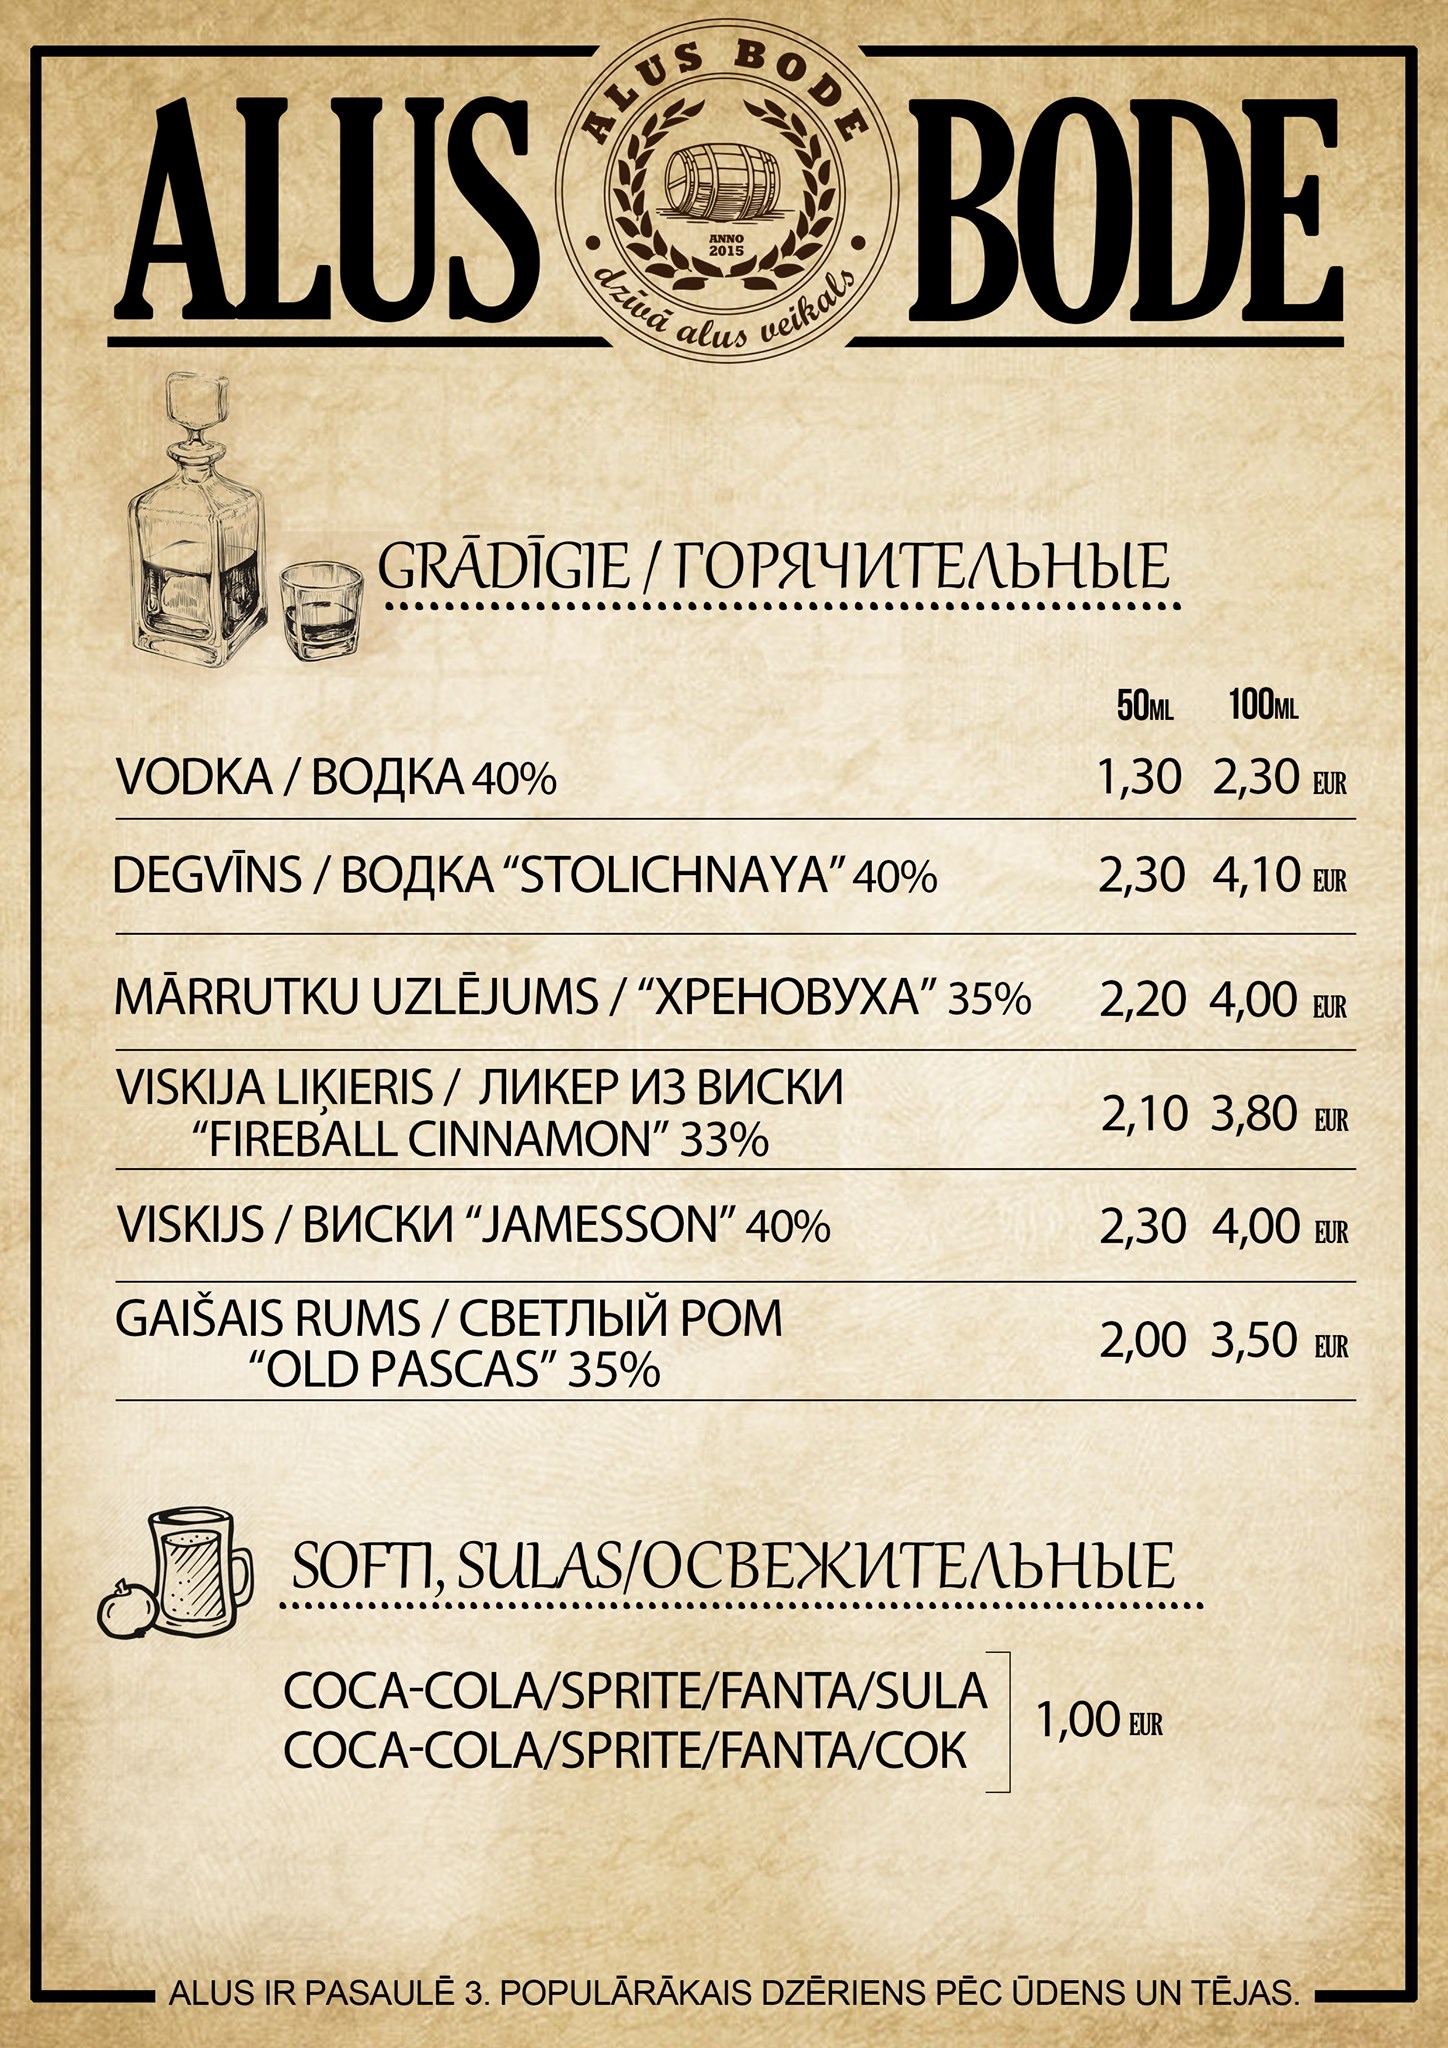 ALUS BODE
ALUS BODE
ANNO
2015
dzīvā alus veikals
GRĀDĪGIE / ГОРЯЧИТЕЛЬНЫЕ
50ML 100ML
VODKA / ВОДКА 40% 1,30 2,30 EUR
DEGVĪNS / ВОДКА “STOLICHNAYA” 40% 2,30 4,10 EUR
MĀRRUTKU UZLĒJUMS / “ХРЕНОВУХА” 35% 2,20 4,00 EUR
VISKIJA LIĶIERIS / ЛИКЕР ИЗ ВИСКИ
“FIREBALL CINNAMON” 33% 2,10 3,80 EUR
VISKIJS / ВИСКИ “JAMESSON” 40% 2,30 4,00 EUR
GAIŠAIS RUMS / СВЕТЛЫЙ РОМ
“OLD PASCAS” 35% 2,00 3,50 EUR
SOFTI, SULAS/ОСВЕЖИТЕЛЬНЫЕ
COCA-COLA/SPRITE/FANTA/SULA
COCA-COLA/SPRITE/FANTA/СОК
1,00 EUR
ALUS IR PASAULĒ 3. POPULĀRĀKAIS DZĒRIENS PĒC ŪDENS UN TĒJAS.